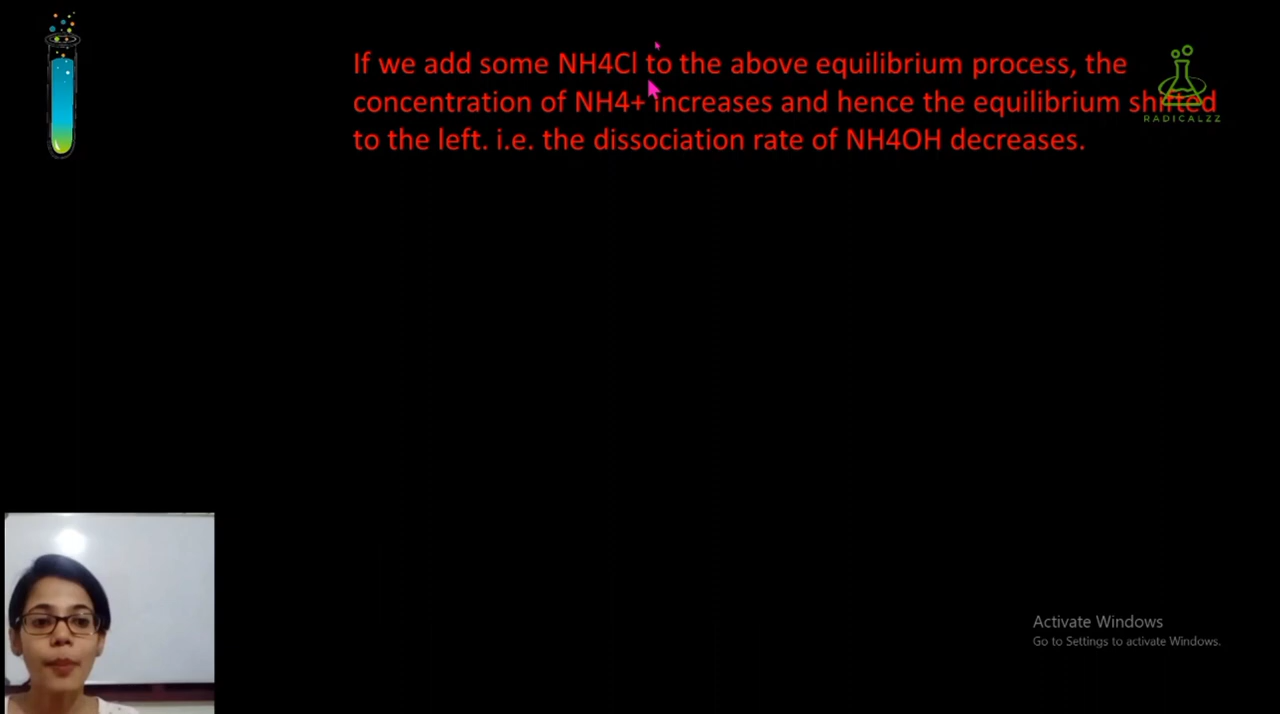 If we add some NH4Cl to the above equilibrium process, the
concentration of NH4+ increases and hence the equilibrium shifted
to the left. i.e. the dissociation rate of NH4OH decreases.
RADICALZZ
Activate Windows
Go to Settings to activate Windows.